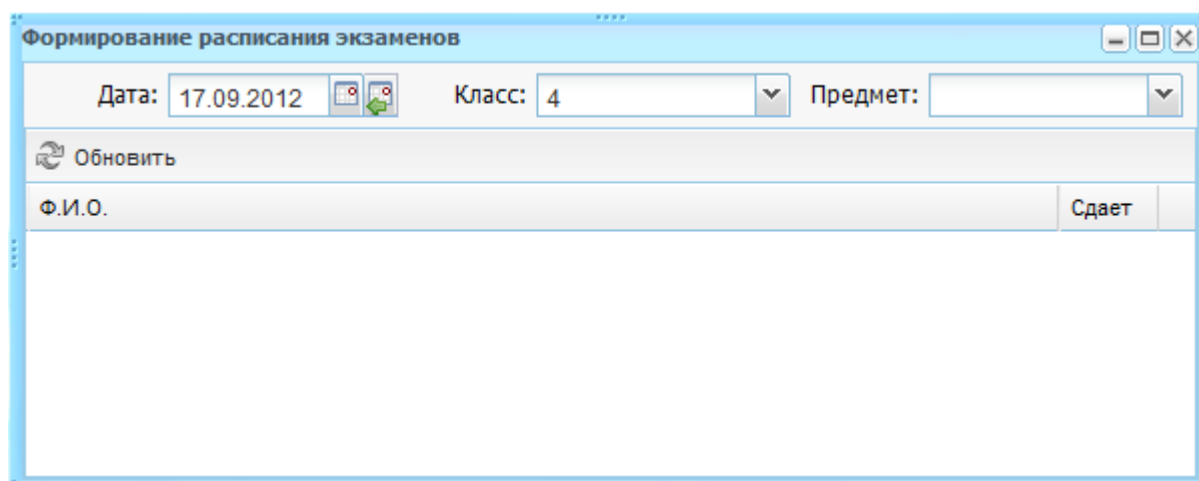 Формирование расписания экзаменов
Дата: 17.09.2012 Класс: 4 Предмет:
Обновить
Ф.И.О. Сдает